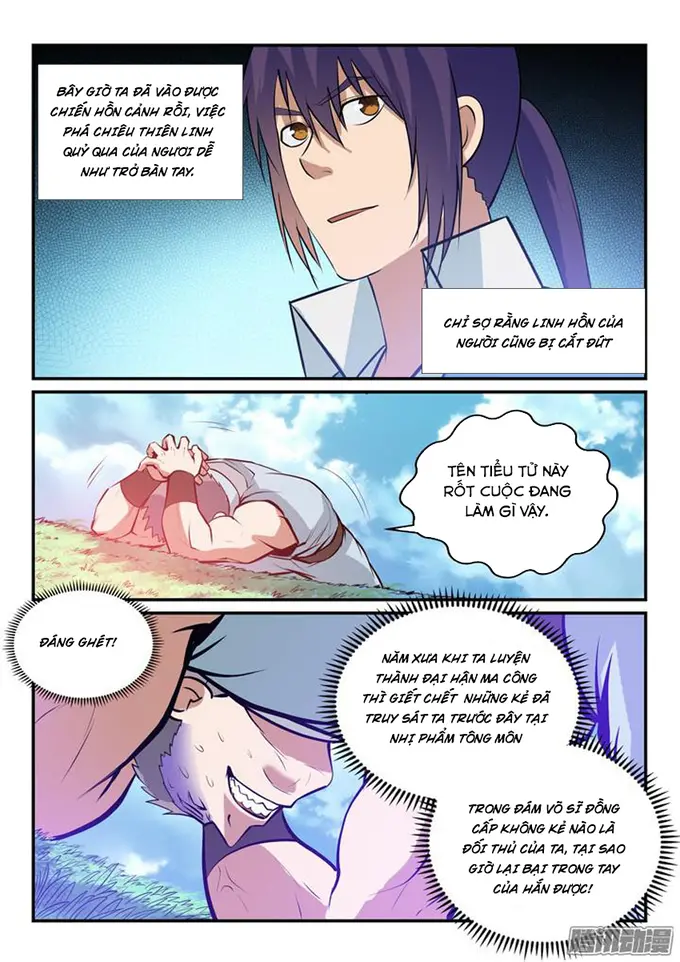 BÂY GIỜ TA ĐÃ VÀO ĐƯỢC
CHIẾN HỒN CẢNH RỒI, VIỆC
PHÁ CHIÊU THIÊN LINH
QUỶ QUA CỦA NGƯƠI DỄ
NHƯ TRỞ BÀN TAY.
CHỈ SỢ RẰNG LINH HỒN CỦA
NGƯỜI CŨNG BỊ CẮT ĐỨT
TÊN TIỂU TỬ NÀY
RỐT CUỘC ĐANG
LÀM GÌ VẬY.
ĐÁNG GHÉT!
NĂM XƯA KHI TA LUYỆN
THÀNH ĐẠI HẬN MA CÔNG
THÌ GIẾT CHẾT NHỮNG KẺ ĐÃ
TRUY SÁT TA TRƯỚC ĐÂY TẠI
NHỊ PHẨM TÔNG MÔN
TRONG ĐÁM VÕ SĨ ĐỒNG
CẤP KHÔNG KẺ NÀO LÀ
ĐỐI THỦ CỦA TA, TẠI SAO
GIỜ LẠI BẠI TRONG TAY
CỦA HẮN ĐƯỢC!
腾讯动漫